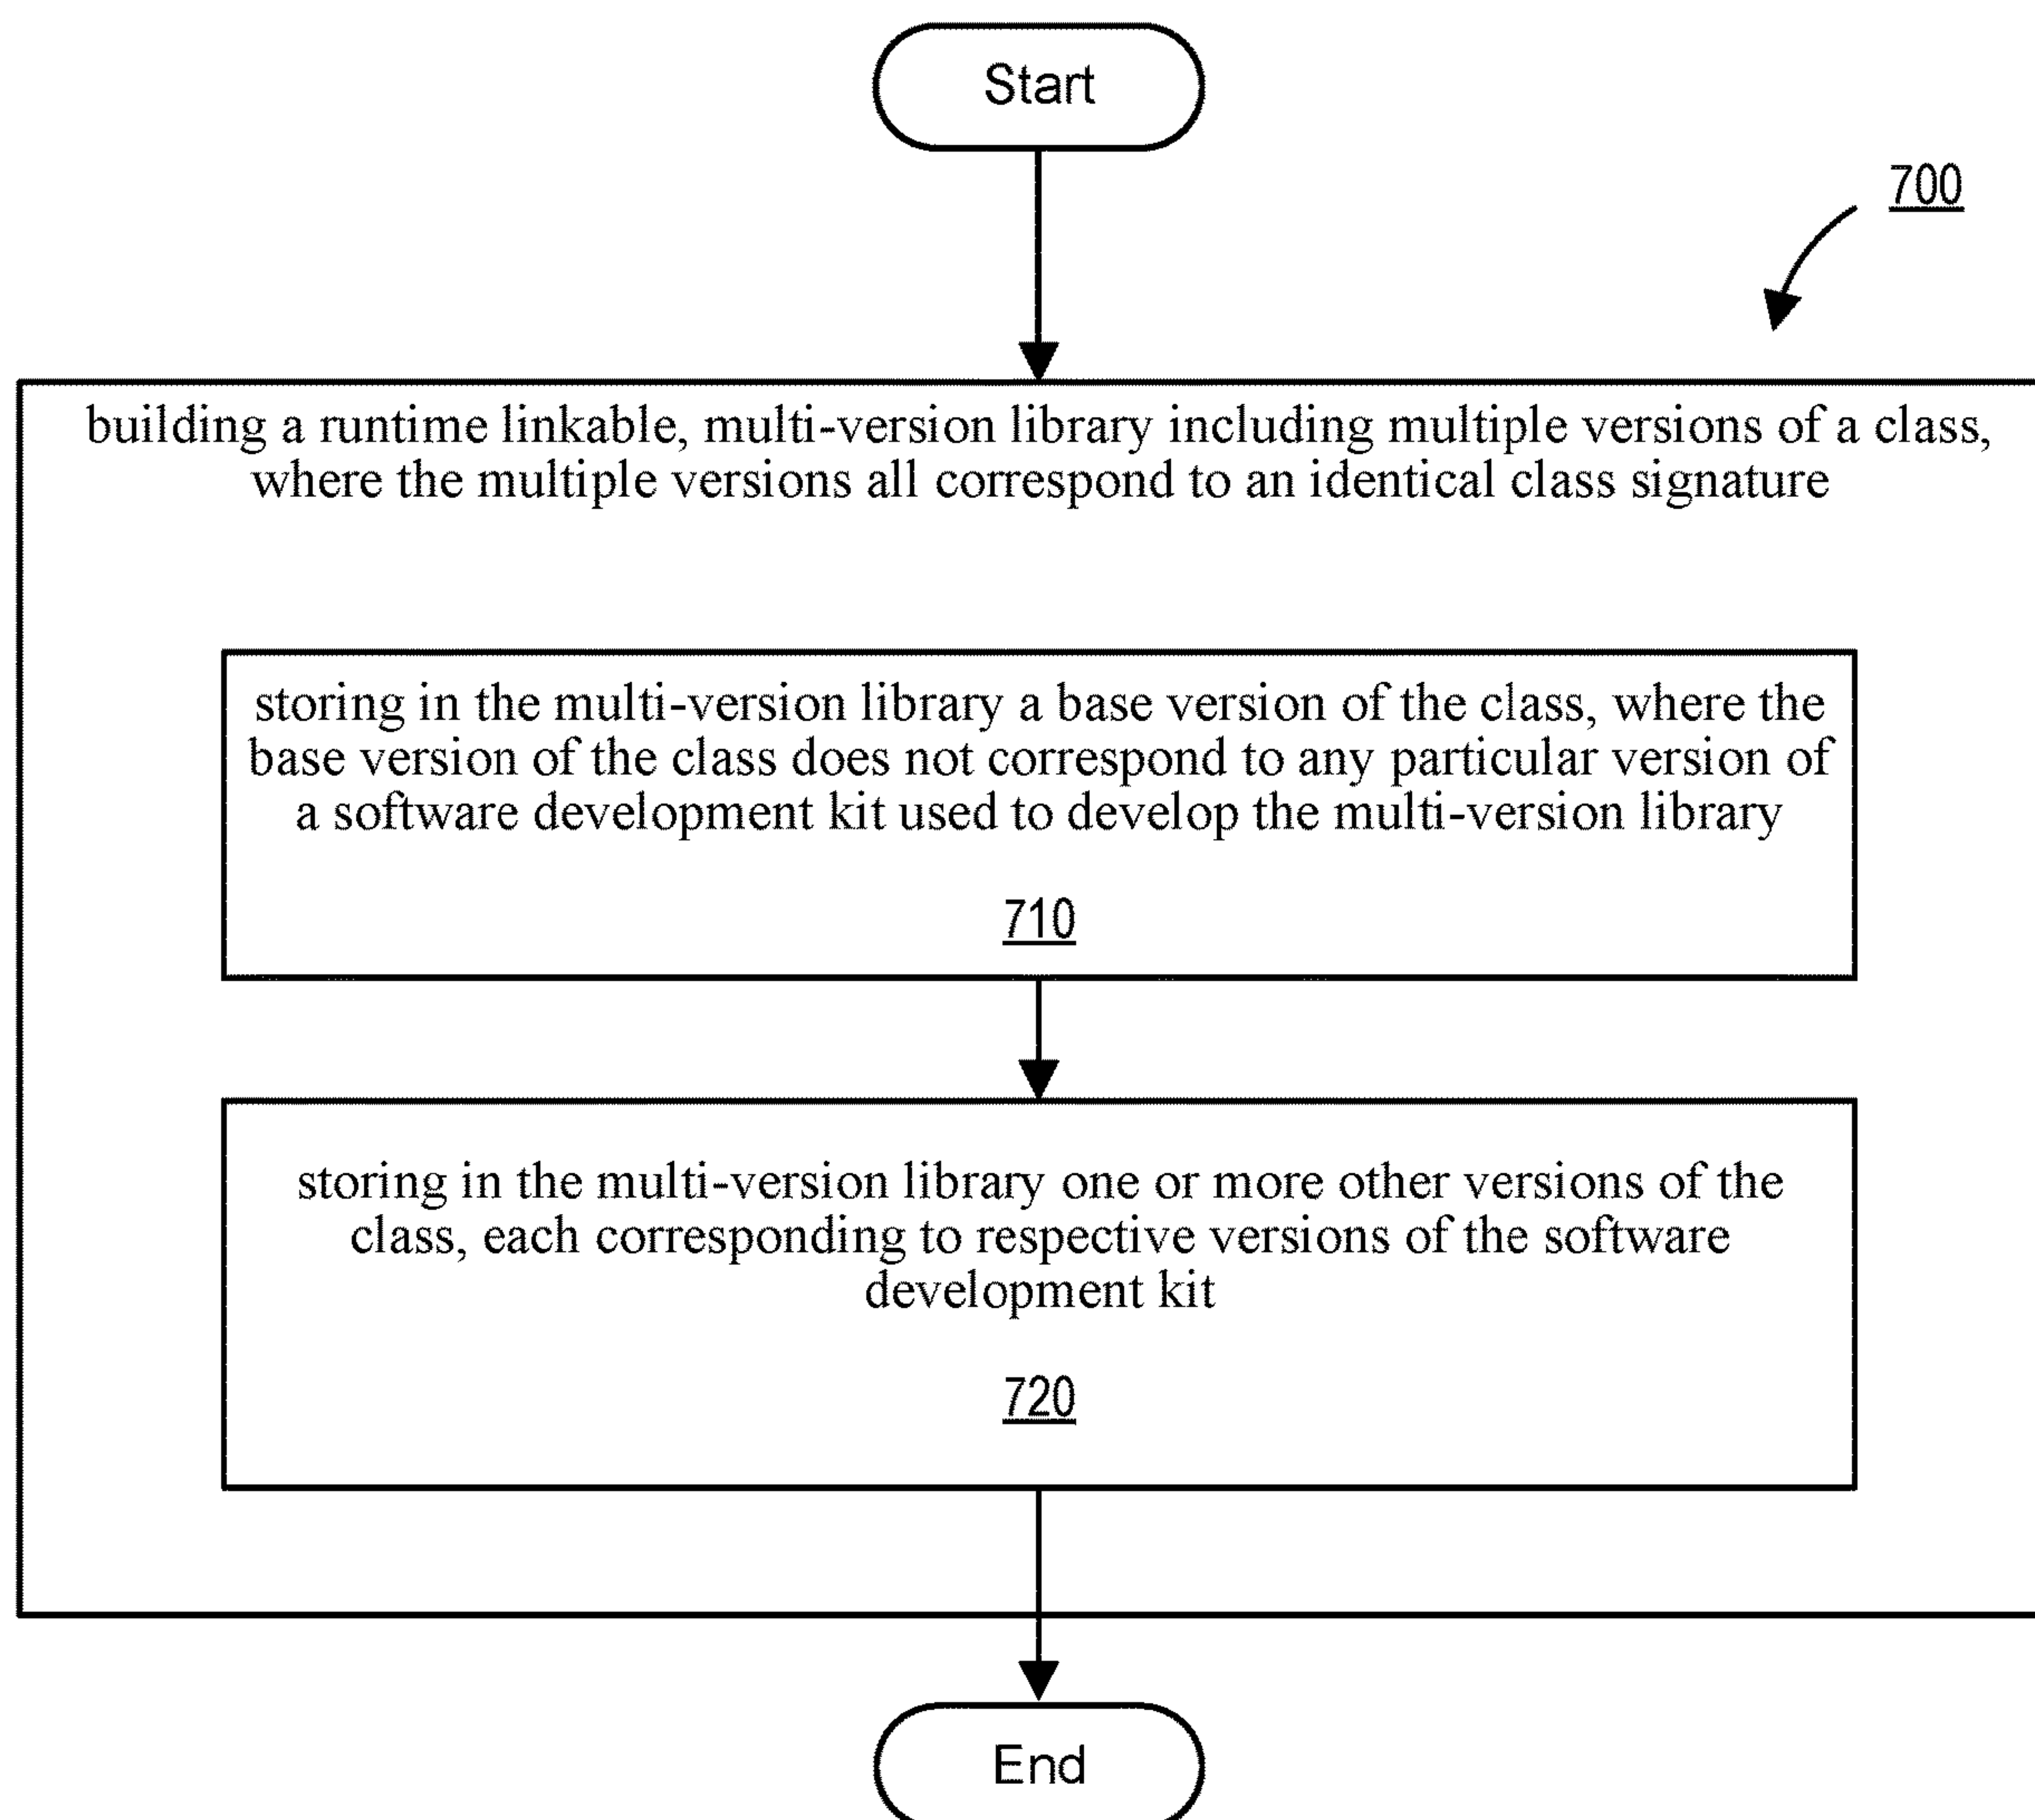 Start
700
building a runtime linkable, multi-version library including multiple versions of a class,
where the multiple versions all correspond to an identical class signature
storing in the multi-version library a base version of the class, where the
base version of the class does not correspond to any particular version of
a software development kit used to develop the multi-version library
710
storing in the multi-version library one or more other versions of the
class, each corresponding to respective versions of the software
development kit
720
End